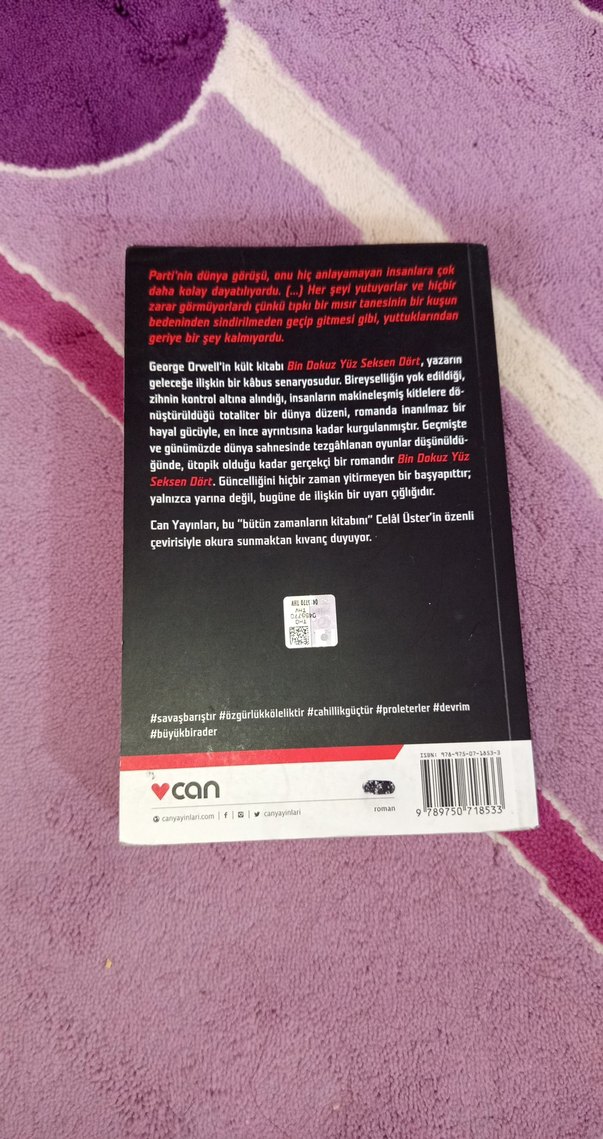 Parti'nin dünya görüşü, onu hiç anlayamayan insanlara çok
daha kolay dayatılıyordu. (...) Her şeyi yutuyorlar ve hiçbir
zarar görmüyorlardı çünkü tıpkı bir mısır tanesinin bir kuşun
bedeninden sindirilmeden geçip gitmesi gibi, yuttuklarından
geriye bir şey kalmıyordu.
George Orwell'in kült kitabı Bin Dokuz Yüz Seksen Dört, yazarın
geleceğe ilişkin bir kâbus senaryosudur. Bireyselliğin yok edildiği,
zihnin kontrol altına alındığı, insanların makineleşmiş kitlelere dö-
nüştürüldüğü totaliter bir dünya düzeni, romanda inanılmaz bir
hayal gücüyle, en ince ayrıntısına kadar kurgulanmıştır. Geçmişte
ve günümüzde dünya sahnesinde tezgâhlanan oyunlar düşünüldü-
ğünde, ütopik olduğu kadar gerçekçi bir romandır Bin Dokuz Yüz
Seksen Dört. Güncelliğini hiçbir zaman yitirmeyen bir başyapıttır;
yalnızca yarına değil, bugüne de ilişkin bir uyarı çığlığıdır.
Can Yayınları, bu "bütün zamanların kitabını" Celâl Üster'in özenli
çevirisiyle okura sunmaktan kıvanç duyuyor.
#savaşbarıştır #özgürlükköleliktir #cahillikgüçtür #proleterler #devrim
#büyükbirader
can
canyayinlari.com | f | canyayinlari
roman
ISBN: 978-975-07-1853-3
9 789750 718533